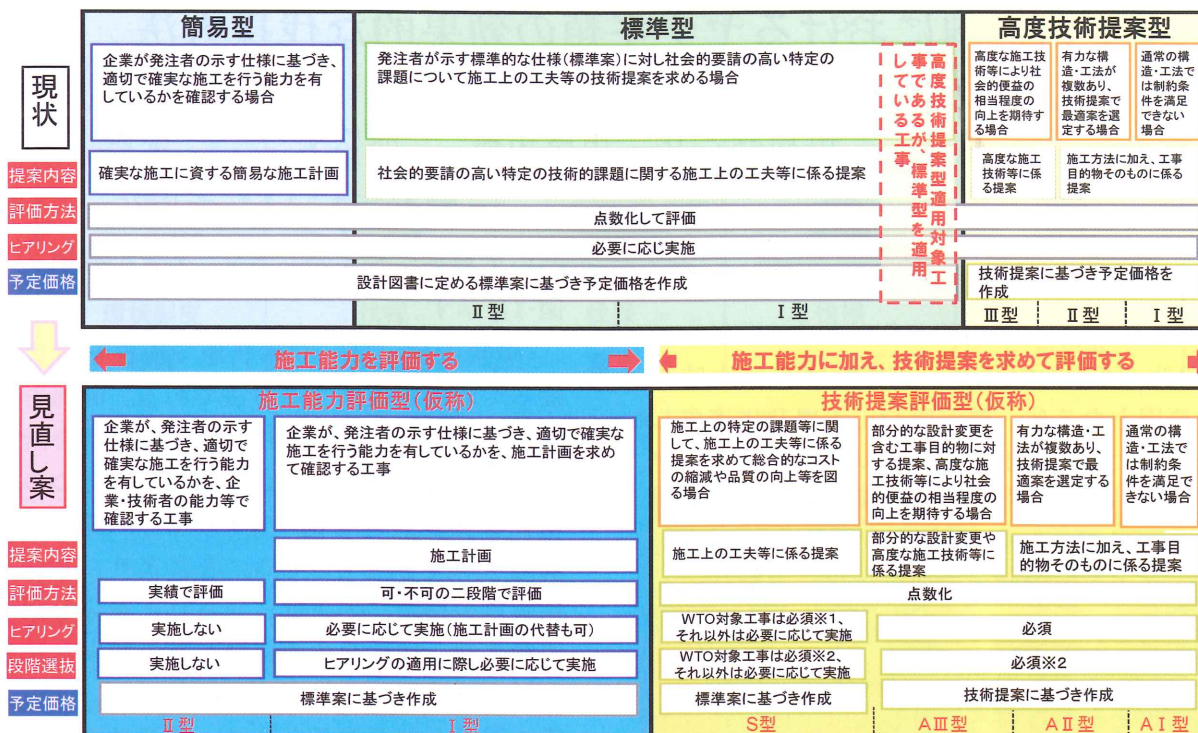 簡易型
標準型
高度技術提案型
現状
企業が発注者の示す仕様に基づき、
適切で確実な施工を行う能力を有
しているかを確認する場合
発注者が示す標準的な仕様(標準案)に対し社会的要請の高い特定の
課題について施工上の工夫等の技術提案を求める場合
高度技術提案型適用対象工
事であるが、標準型を適用
している工事
高度な施工技
術等により社
会的便益の
相当程度の
向上を期待す
る場合
有力な構
造・工法が
複数あり、
技術提案で
最適案を選
定する場合
通常の構
造・工法で
は制約条
件を満足
できない
場合
提案内容
確実な施工に資する簡易な施工計画
社会的要請の高い特定の技術的課題に関する施工上の工夫等に係る提案
高度な施工
技術等に係
る提案
施工方法に加え、工事
目的物そのものに係る
提案
評価方法
点数化して評価
ヒアリング
必要に応じ実施
予定価格
設計図書に定める標準案に基づき予定価格を作成
技術提案に基づき予定価格を
作成
Ⅱ型
Ⅰ型
Ⅲ型
Ⅱ型
Ⅰ型
施工能力を評価する
施工能力に加え、技術提案を求めて評価する
見直し案
施工能力評価型(仮称)
技術提案評価型(仮称)
企業が、発注者の示す
仕様に基づき、適切で
確実な施工を行う能力
を有しているかを、企
業・技術者の能力等で
確認する工事
企業が、発注者の示す仕様に基づき、適切で確実な施
工を行う能力を有しているかを、施工計画を求め
て確認する工事
施工上の特定の課題等に関
して、施工上の工夫等に係る
提案を求めて総合的なコスト
の縮減や品質の向上等を図
る場合
部分的な設計変更を
含む工事目的物に対
する提案、高度な施
工技術等により社会
的便益の相当程度の
向上を期待する場合
有力な構造・工
法が複数あり、
技術提案で最
適案を選定する
場合
通常の構
造・工法で
は制約条
件を満足で
きない場合
提案内容
施工計画
施工上の工夫等に係る提案
部分的な設計変更や
高度な施工技術等に
係る提案
施工方法に加え、工事目
的物そのものに係る提案
評価方法
実績で評価
可・不可の二段階で評価
点数化
ヒアリング
実施しない
必要に応じて実施(施工計画の代替も可)
WTO対象工事は必須※1、
それ以外は必要に応じて実施
必須
段階選抜
実施しない
ヒアリングの適用に際し必要に応じて実施
WTO対象工事は必須※2、
それ以外は必要に応じて実施
必須※2
予定価格
標準案に基づき作成
標準案に基づき作成
技術提案に基づき作成
Ⅱ型
Ⅰ型
S型
AⅢ型
AⅡ型
AⅠ型